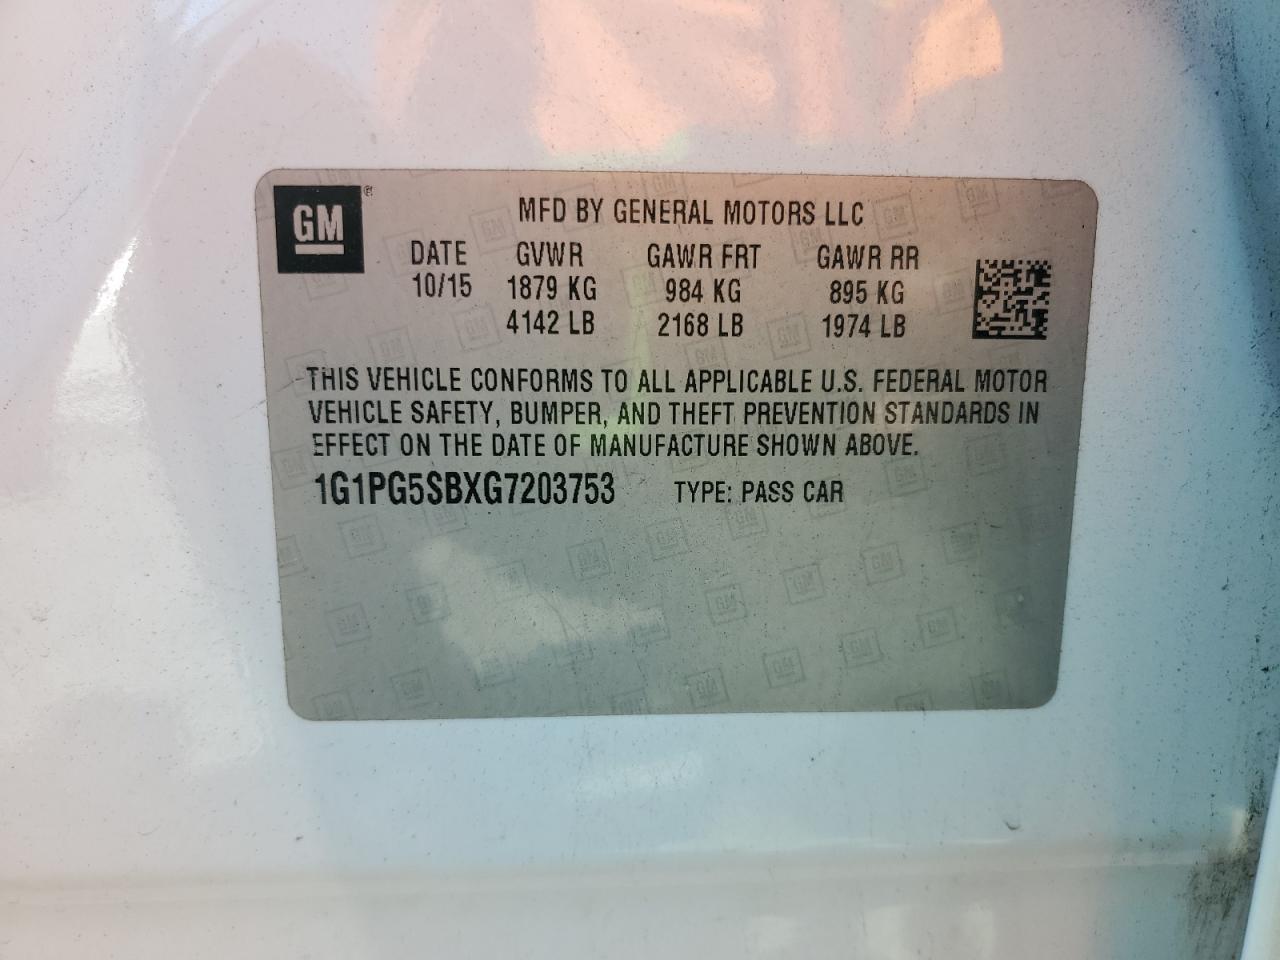 GM ®
MFD BY GENERAL MOTORS LLC
DATE GVWR GAWR FRT GAWR RR
10/15 1879 KG 984 KG 895 KG
4142 LB 2168 LB 1974 LB
THIS VEHICLE CONFORMS TO ALL APPLICABLE U.S. FEDERAL MOTOR
VEHICLE SAFETY, BUMPER, AND THEFT PREVENTION STANDARDS IN
EFFECT ON THE DATE OF MANUFACTURE SHOWN ABOVE.
1G1PG5SBXG7203753 TYPE: PASS CAR